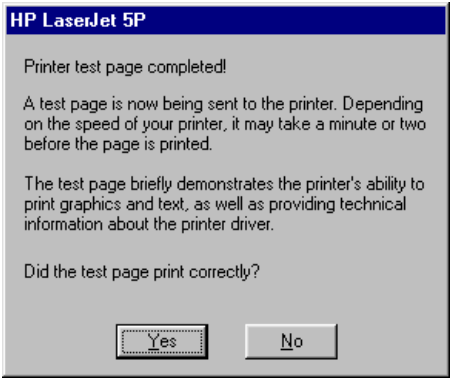 HP LaserJet 5P
Printer test page completed!
A test page is now being sent to the printer. Depending
on the speed of your printer, it may take a minute or two
before the page is printed.
The test page briefly demonstrates the printer's ability to
print graphics and text, as well as providing technical
information about the printer driver.
Did the test page print correctly?
Yes No